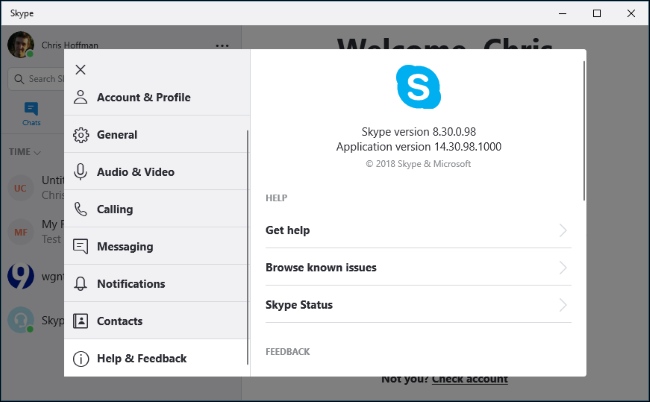 Skype
Chris Hoffman
Welcome, Chris
Search
Chats
TIME
UC
Chris
MF
My
Test
wgn
Skyp
Account & Profile
General
Audio & Video
Calling
Messaging
Notifications
Contacts
Help & Feedback
S
Skype version 8.30.0.98
Application version 14.30.98.1000
© 2018 Skype & Microsoft
HELP
Get help
Browse known issues
Skype Status
FEEDBACK
Not you? Check account